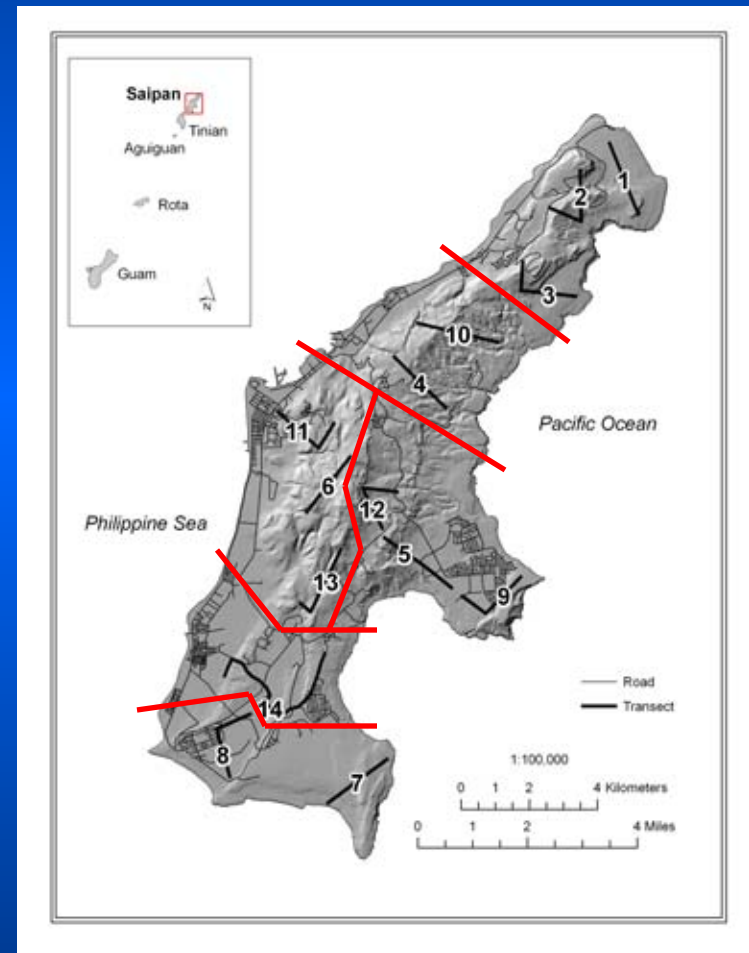 Saipan
Tinian
Aguiguan
Rota
Guam
N
1
2
3
10
4
Pacific Ocean
11
6
12
Philippine Sea
5
13
9
Road
Transect
14
8
7
1:100,000
0 1 2 4 Kilometers
0 1 2 4 Miles